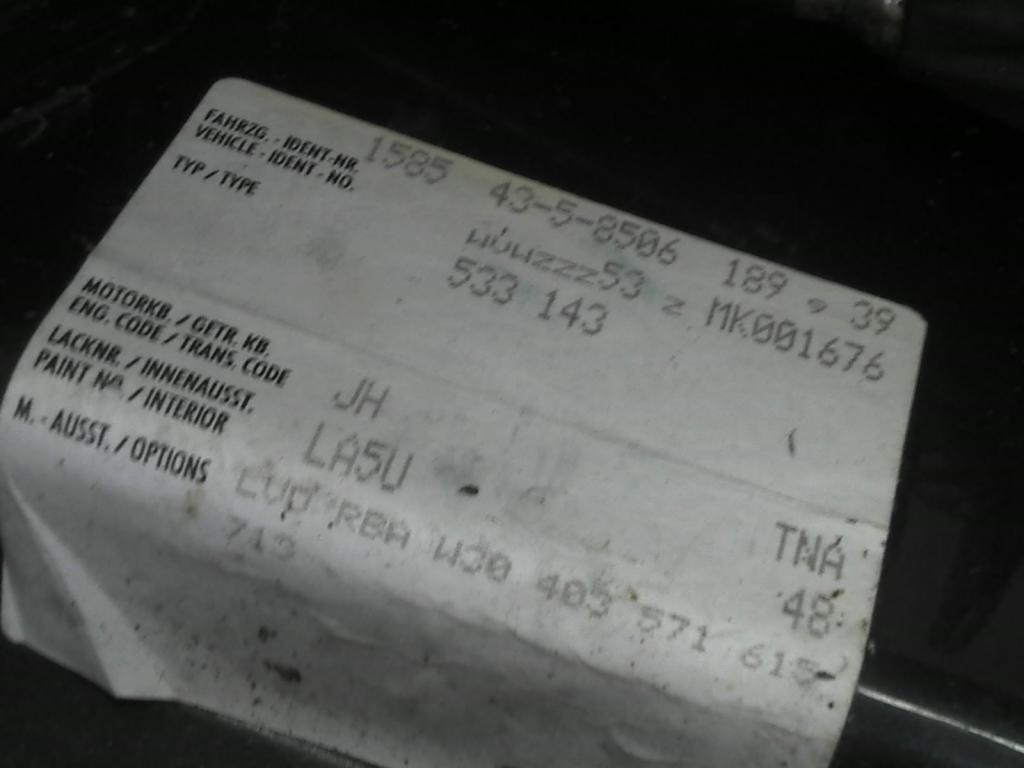 1585 43-5-8506 189 9 39
FAHRZG. - IDENT-NR.
VEHICLE - IDENT - NO.
WVWZZZ53 Z MK001676
TYP / TYPE
533 143
MOTORKB / GETR. KB.
ENG. CODE / TRANS. CODE
JH TNA
LACKNR. / INNENAUSST.
PAINT NO / INTERIOR
LA5U 48
M. - AUSST. / OPTIONS
RBA W30 405 571 615